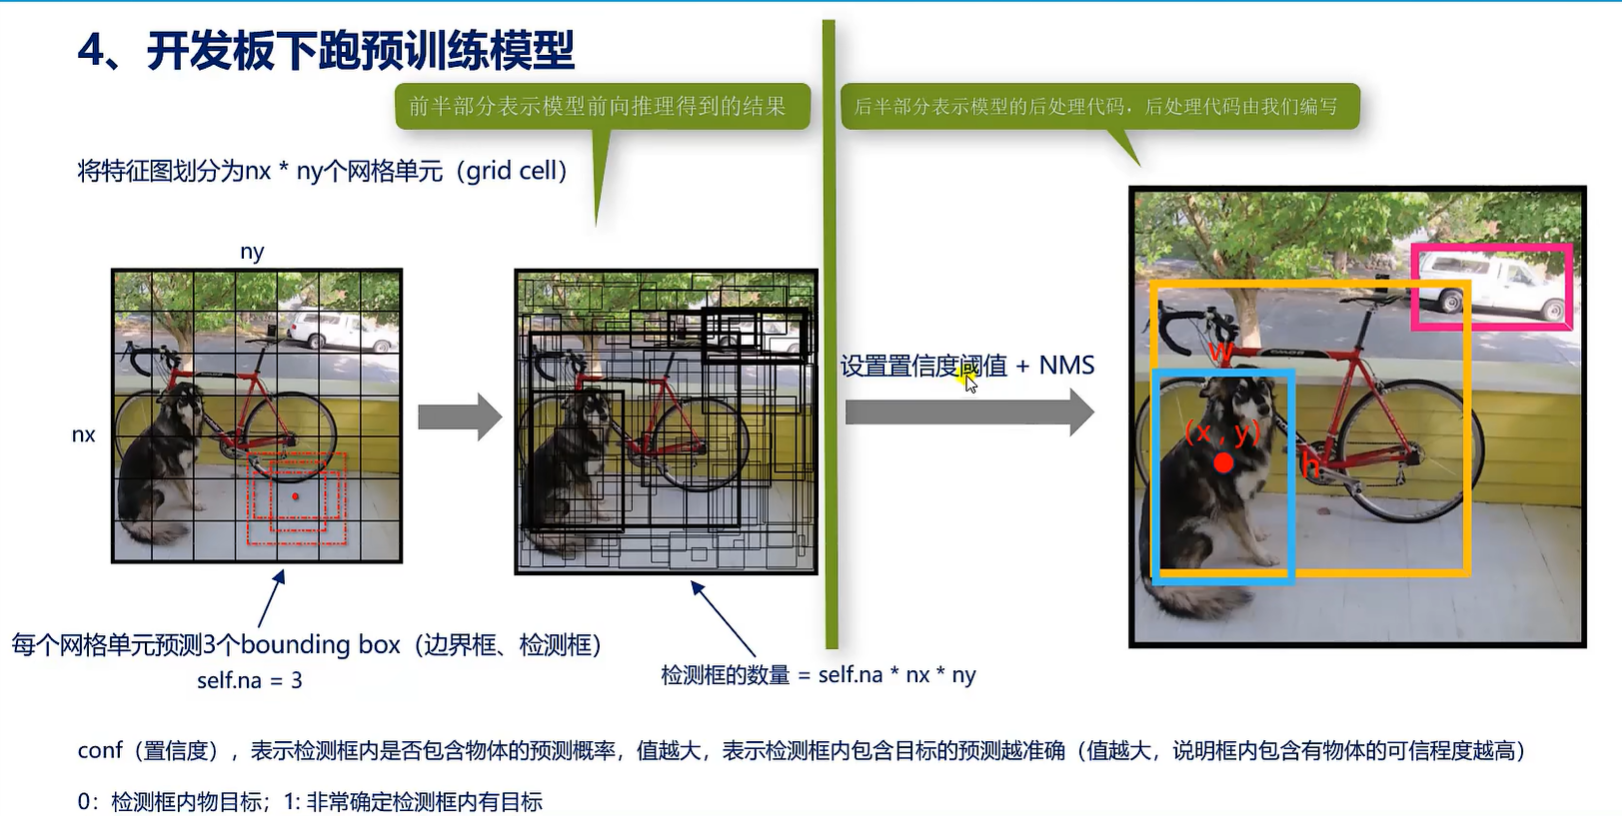 4、开发板下跑预训练模型
前半部分表示模型前向推理得到的结果
后半部分表示模型的后处理代码，后处理代码由我们编写
将特征图划分为nx * ny个网格单元（grid cell）
ny
nx
设置置信度阈值 + NMS
w
(x , y)
h
每个网格单元预测3个bounding box（边界框、检测框）
self.na = 3
检测框的数量 = self.na * nx * ny
conf（置信度），表示检测框内是否包含物体的预测概率，值越大，表示检测框内包含目标的预测越准确（值越大，说明框内包含有物体的可信程度越高）
0：检测框内物目标；1: 非常确定检测框内有目标